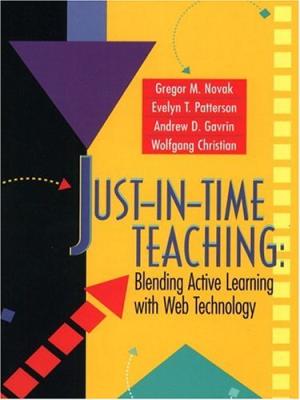 Gregor M. Novak
Evelyn T. Patterson
Andrew D. Gavrin
Wolfgang Christian
JUST-IN-TIME
TEACHING:
Blending Active Learning
with Web Technology